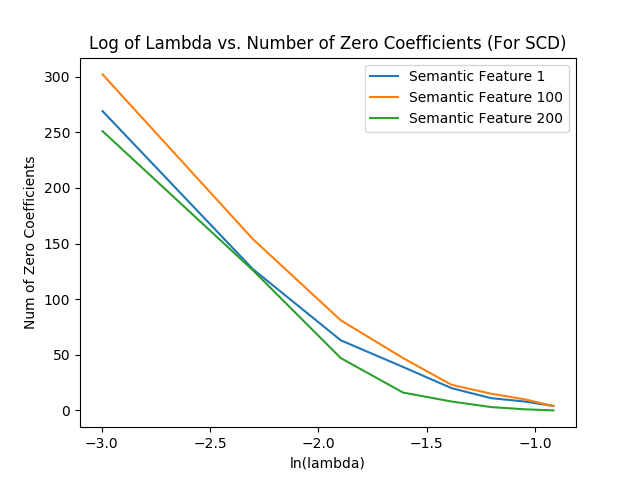 Log of Lambda vs. Number of Zero Coefficients (For SCD)
Semantic Feature 1
Semantic Feature 100
Semantic Feature 200
Num of Zero Coefficients
300
250
200
150
100
50
0
−3.0 −2.5 −2.0 −1.5 −1.0
ln(lambda)